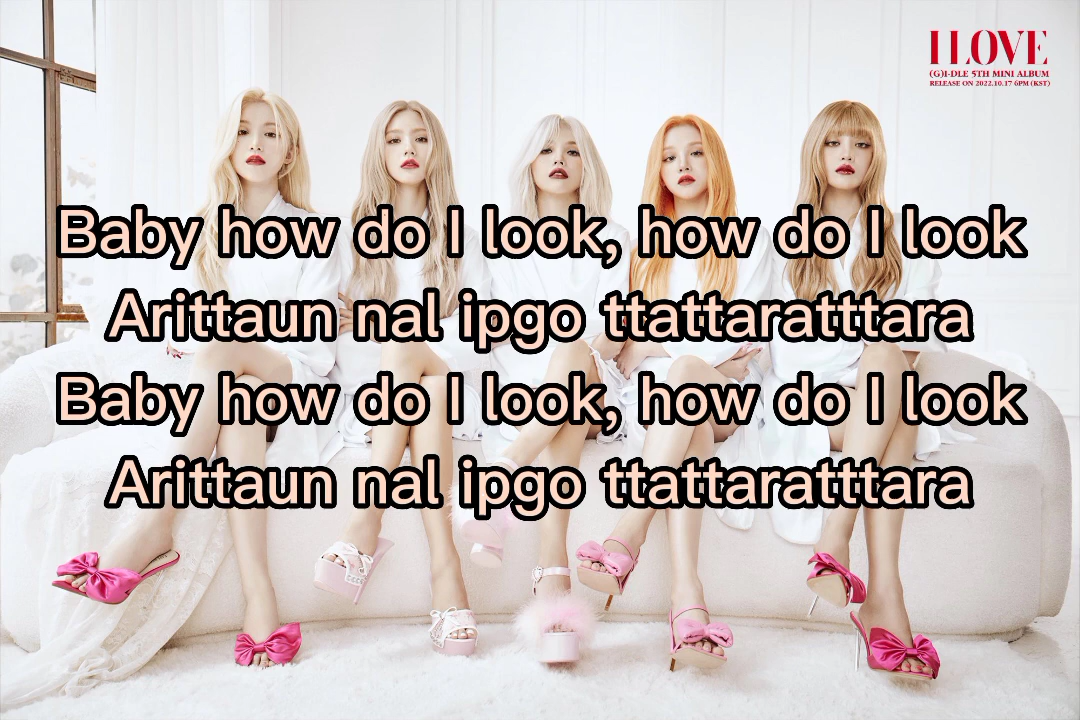 I LOVE
(G)I-DLE 5TH MINI ALBUM
RELEASE ON 2022.10.17 6PM (KST)
Baby how do I look, how do I look
Arittaun nal ipgo ttattaratttara
Baby how do I look, how do I look
Arittaun nal ipgo ttattaratttara